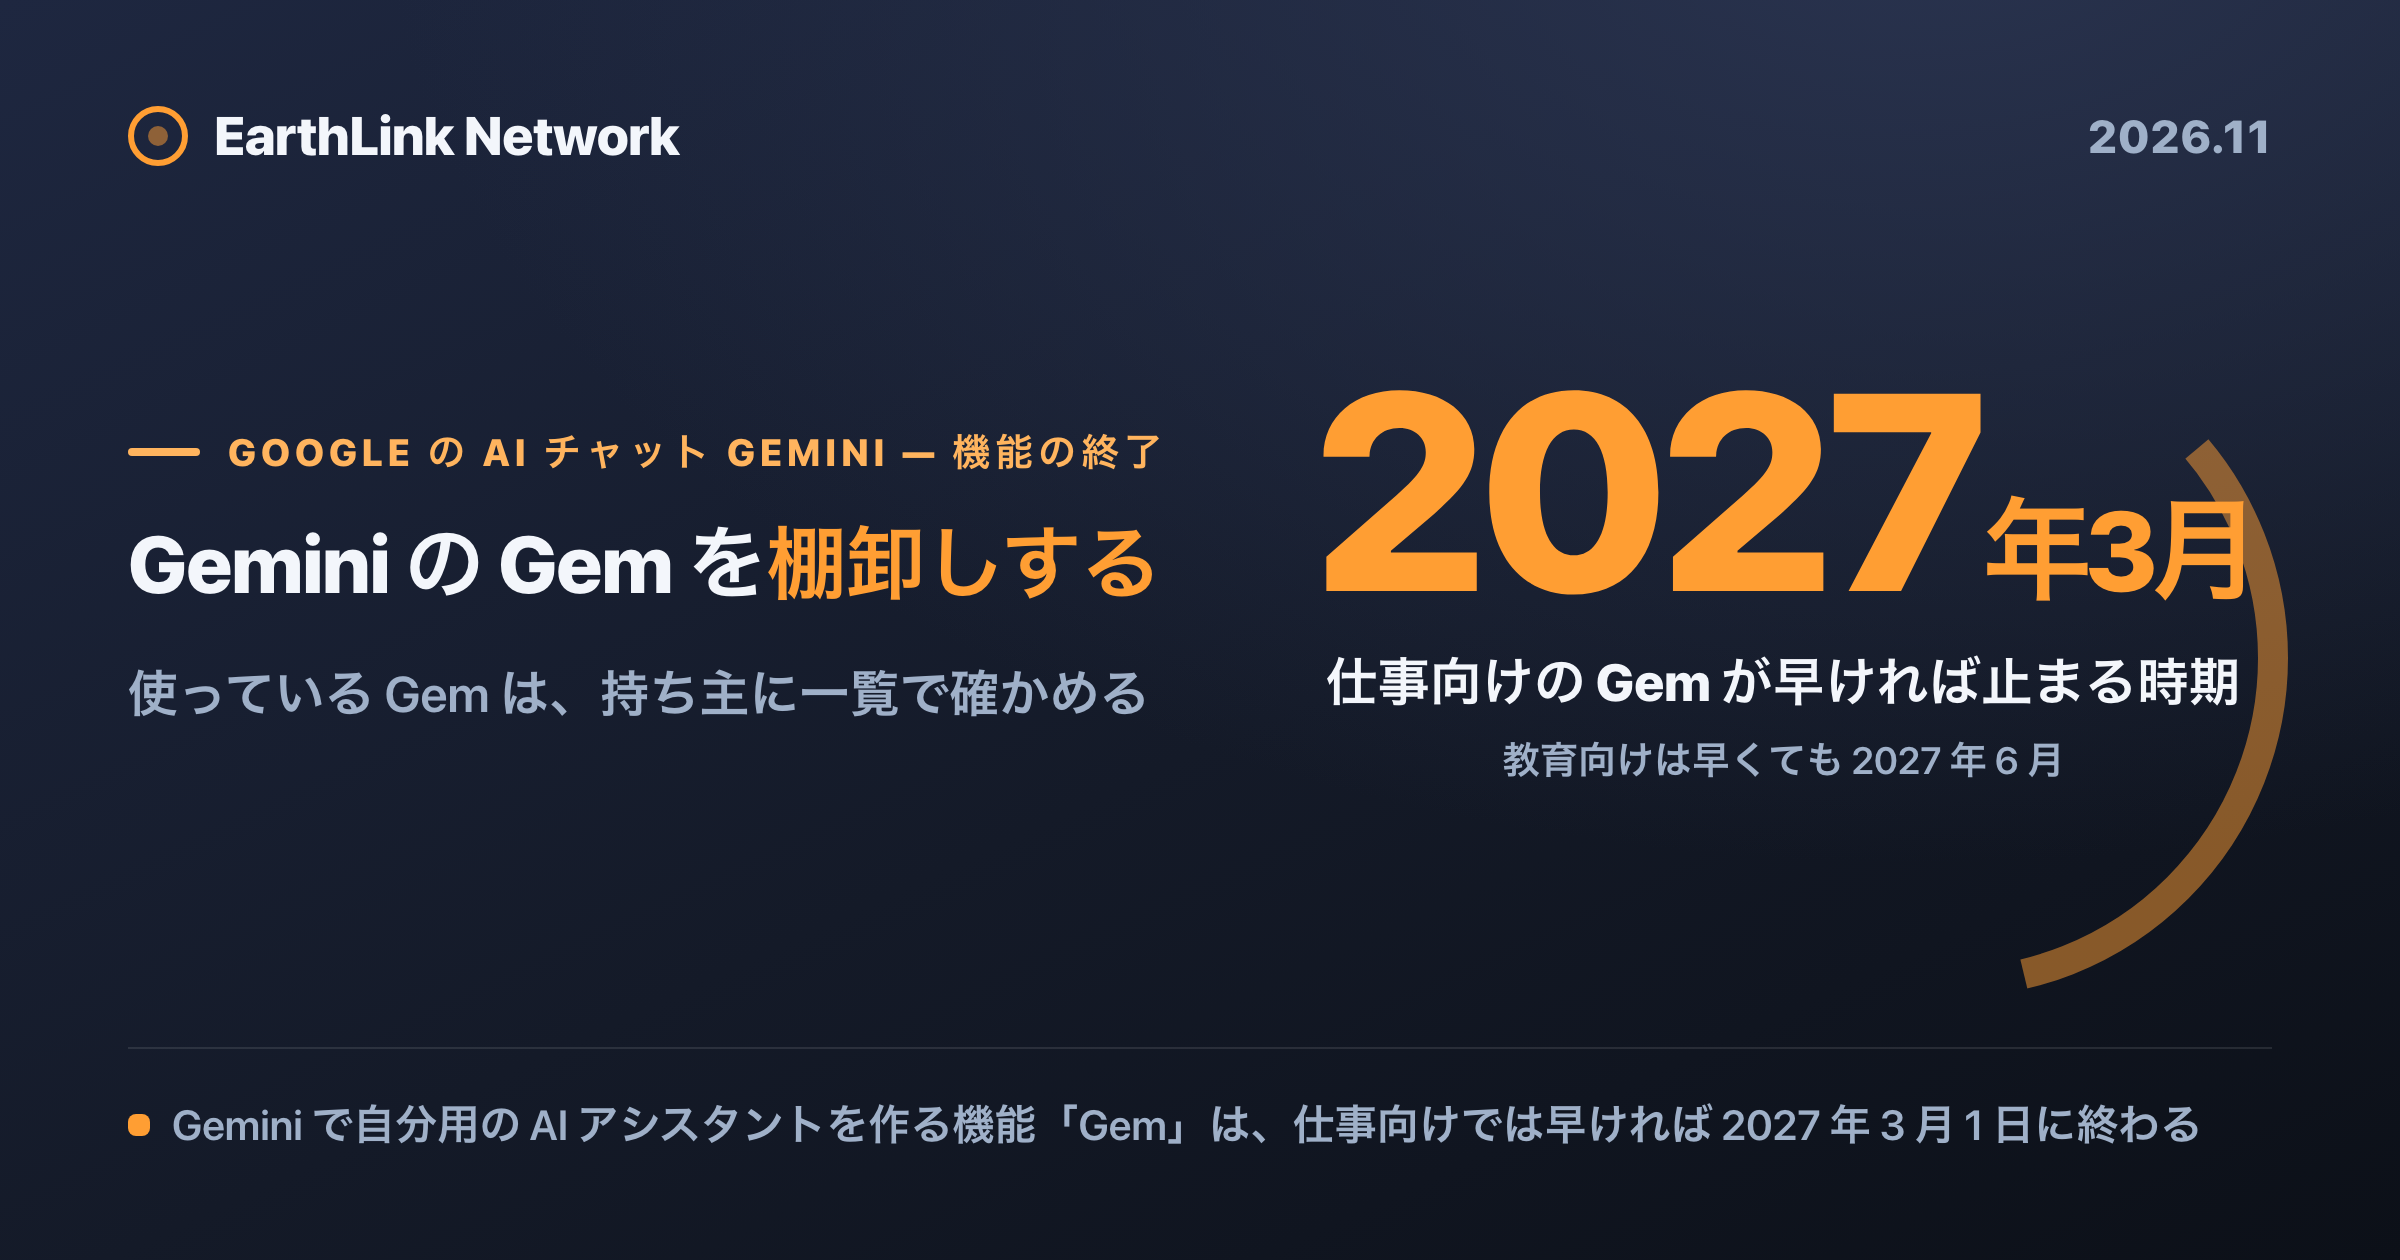 EarthLink Network
2026.11
GOOGLE の AI チャット GEMINI — 機能の終了
Gemini の Gem を棚卸しする
使っている Gem は、持ち主に一覧で確かめる
2027年3月
仕事向けの Gem が早ければ止まる時期
教育向けは早くても 2027 年 6 月
Gemini で自分用の AI アシスタントを作る機能「Gem」は、仕事向けでは早ければ 2027 年 3 月 1 日に終わる